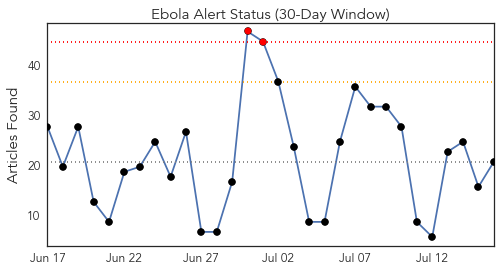 Ebola Alert Status (30-Day Window)
Articles Found
40
30
20
10
Jun 17 Jun 22 Jun 27 Jul 02 Jul 07 Jul 12